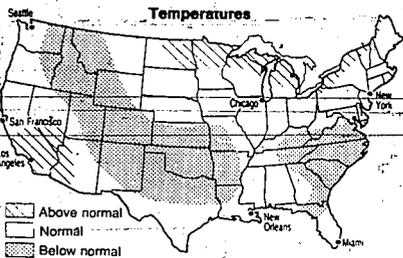 Temperatures
Seattle
San Francisco
Los
Angeles
Chicago
New
York
New
Orleans
Miami
Above normal
Normal
Below normal